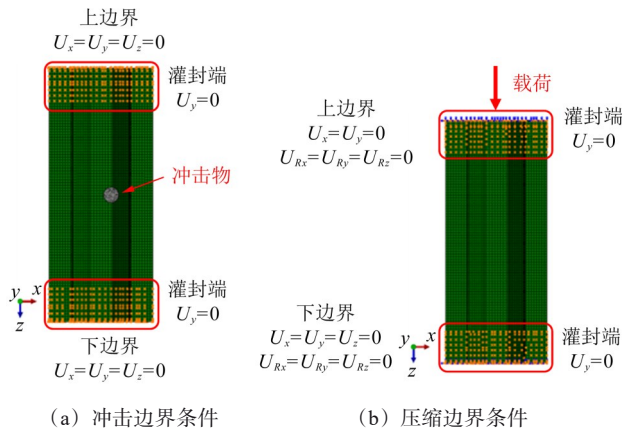 上边界
Ux=Uy=Uz=0
灌封端
Uy=0
冲击物
y
x
z
灌封端
Uy=0
下边界
Ux=Uy=Uz=0
(a) 冲击边界条件
载荷
上边界
Ux=Uy=0
URx=URy=URz=0
灌封端
Uy=0
下边界
Ux=Uy=Uz=0
URx=URy=URz=0
y
x
z
灌封端
Uy=0
(b) 压缩边界条件